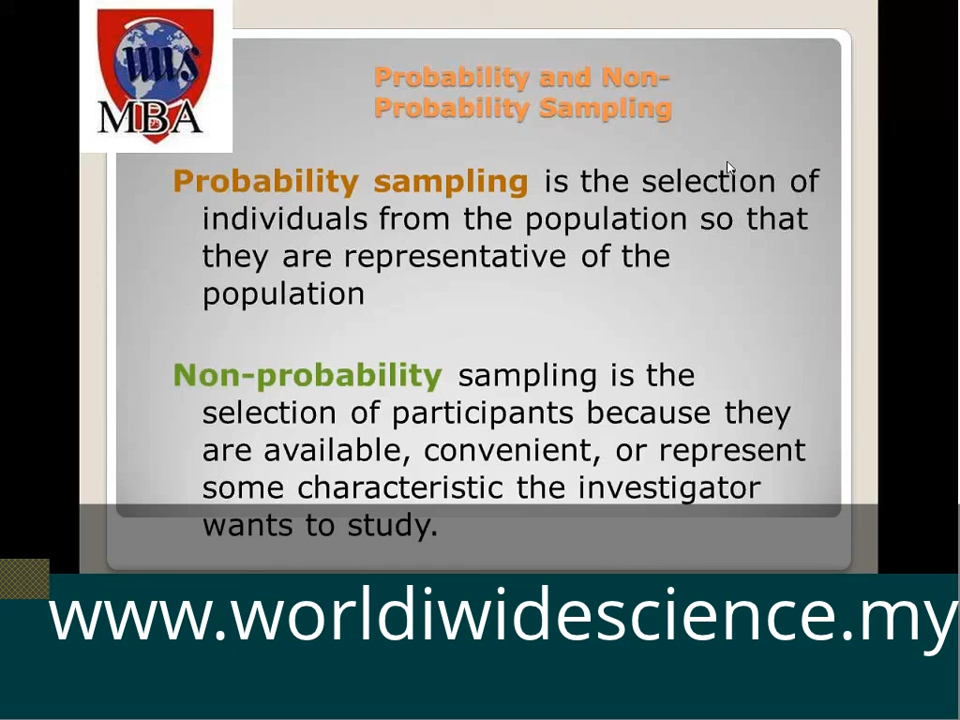 wws
MBA
Probability and Non-
Probability Sampling
Probability sampling is the selection of
individuals from the population so that
they are representative of the
population
Non-probability sampling is the
selection of participants because they
are available, convenient, or represent
some characteristic the investigator
wants to study.
www.worldiwidescience.my